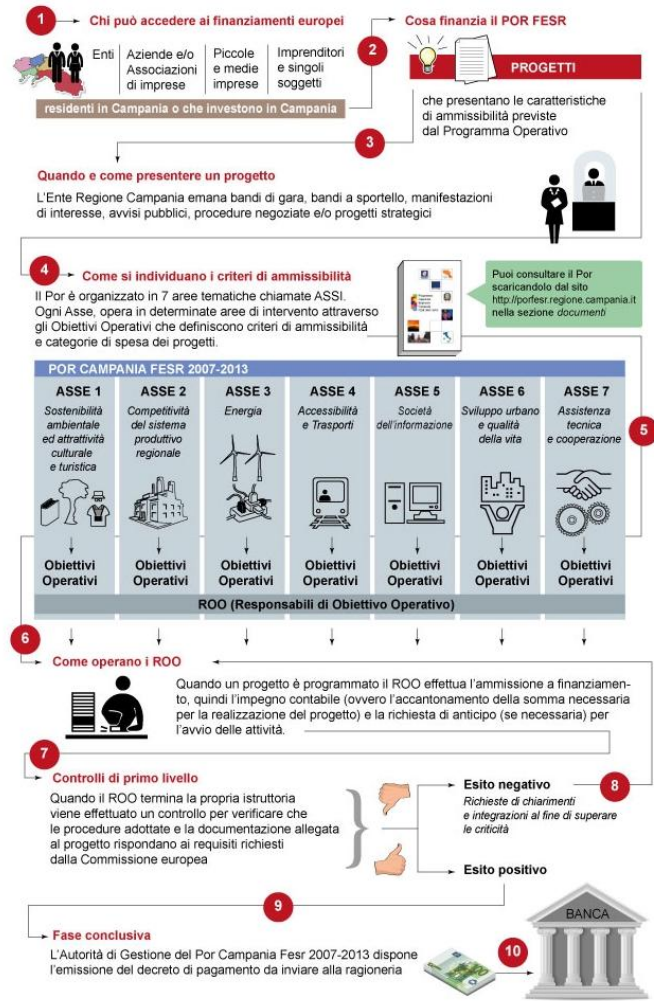 1
Chi può accedere ai finanziamenti europei
Enti
Aziende e/o
Associazioni
di imprese
Piccole
e medie
imprese
Imprenditori
e singoli
soggetti
residenti in Campania o che investono in Campania
2
Cosa finanzia il POR FESR
PROGETTI
che presentano le caratteristiche
di ammissibilità previste
dal Programma Operativo
3
Quando e come presentere un progetto
L'Ente Regione Campania emana bandi di gara, bandi a sportello, manifestazioni
di interesse, avvisi pubblici, procedure negoziate e/o progetti strategici
4
Come si individuano i criteri di ammissibilità
Il Por è organizzato in 7 aree tematiche chiamate ASSI.
Ogni Asse, opera in determinate aree di intervento attraverso
gli Obiettivi Operativi che definiscono criteri di ammissibilità
e categorie di spesa dei progetti.
Puoi consultare il Por
scaricandolo dal sito
http://porfesr.regione.campania.it
nella sezione documenti
5
POR CAMPANIA FESR 2007-2013
ASSE 1
Sostenibilità
ambientale
ed attrattività
culturale
e turistica
Obiettivi
Operativi
ASSE 2
Competitività
del sistema
produttivo
regionale
Obiettivi
Operativi
ASSE 3
Energia
Obiettivi
Operativi
ASSE 4
Accessibilità
e Trasporti
Obiettivi
Operativi
ASSE 5
Società
dell'informazione
Obiettivi
Operativi
ASSE 6
Sviluppo urbano
e qualità
della vita
Obiettivi
Operativi
ASSE 7
Assistenza
tecnica
e cooperazione
Obiettivi
Operativi
ROO (Responsabili di Obiettivo Operativo)
6
Come operano i ROO
Quando un progetto è programmato il ROO effettua l'ammissione a finanziamen-
to, quindi l'impegno contabile (ovvero l'accantonamento della somma necessaria
per la realizzazione del progetto) e la richiesta di anticipo (se necessaria) per
l'avvio delle attività.
7
Controlli di primo livello
Quando il ROO termina la propria istruttoria
viene effettuato un controllo per verificare che
le procedure adottate e la documentazione allegata
al progetto rispondano ai requisiti richiesti
dalla Commissione europea
Esito negativo
8
Richieste di chiarimenti
e integrazioni al fine di superare
le criticità
Esito positivo
9
Fase conclusiva
L'Autorità di Gestione del Por Campania Fesr 2007-2013 dispone
l'emissione del decreto di pagamento da inviare alla ragioneria
10
BANCA